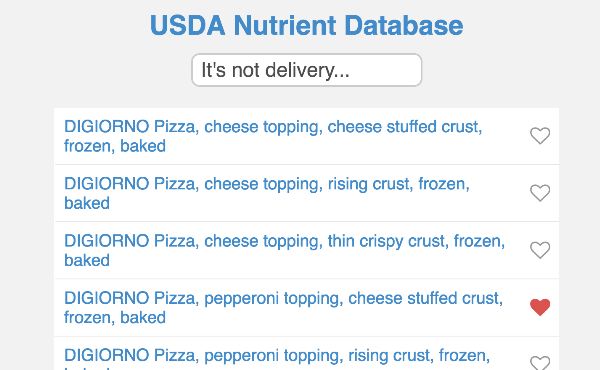 USDA Nutrient Database
It's not delivery...
DIGIORNO Pizza, cheese topping, cheese stuffed crust,
frozen, baked
DIGIORNO Pizza, cheese topping, rising crust, frozen,
baked
DIGIORNO Pizza, cheese topping, thin crispy crust, frozen,
baked
DIGIORNO Pizza, pepperoni topping, cheese stuffed crust,
frozen, baked
DIGIORNO Pizza, pepperoni topping, rising crust, frozen,